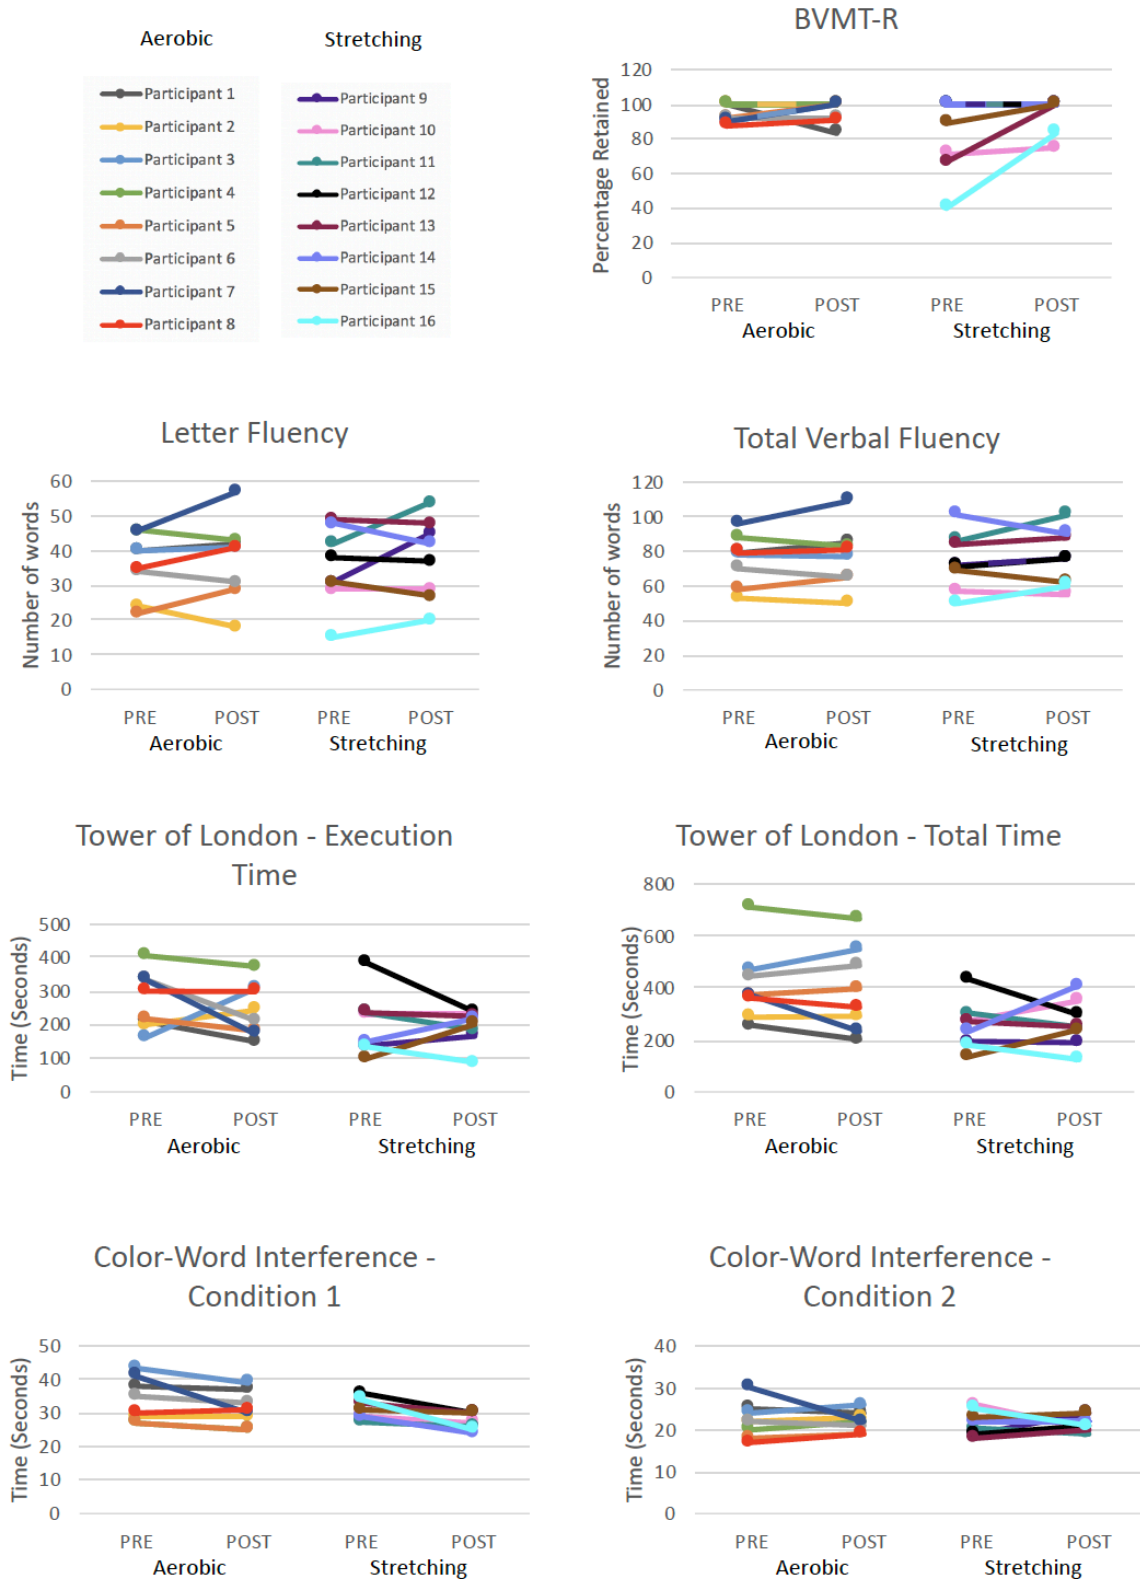 Aerobic
Stretching
Participant 1
Participant 2
Participant 3
Participant 4
Participant 5
Participant 6
Participant 7
Participant 8
Participant 9
Participant 10
Participant 11
Participant 12
Participant 13
Participant 14
Participant 15
Participant 16
BVMT-R
Percentage Retained
120
100
80
60
40
20
0
PRE POST PRE POST
Aerobic Stretching
Letter Fluency
Number of words
60
50
40
30
20
10
0
PRE POST PRE POST
Aerobic Stretching
Total Verbal Fluency
Number of words
120
100
80
60
40
20
0
PRE POST PRE POST
Aerobic Stretching
Tower of London - Execution
Time
Time (Seconds)
500
400
300
200
100
0
PRE POST PRE POST
Aerobic Stretching
Tower of London - Total Time
Time (Seconds)
800
600
400
200
0
PRE POST PRE POST
Aerobic Stretching
Color-Word Interference -
Condition 1
Time (Seconds)
50
40
30
20
10
0
PRE POST PRE POST
Aerobic Stretching
Color-Word Interference -
Condition 2
Time (Seconds)
40
30
20
10
0
PRE POST PRE POST
Aerobic Stretching